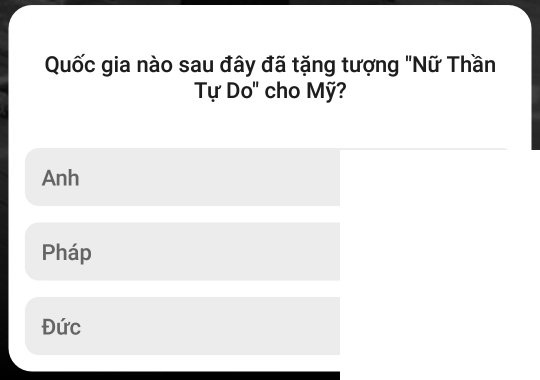 Quốc gia nào sau đây đã tặng tượng "Nữ Thần
Tự Do" cho Mỹ?
Anh
Pháp
Đức